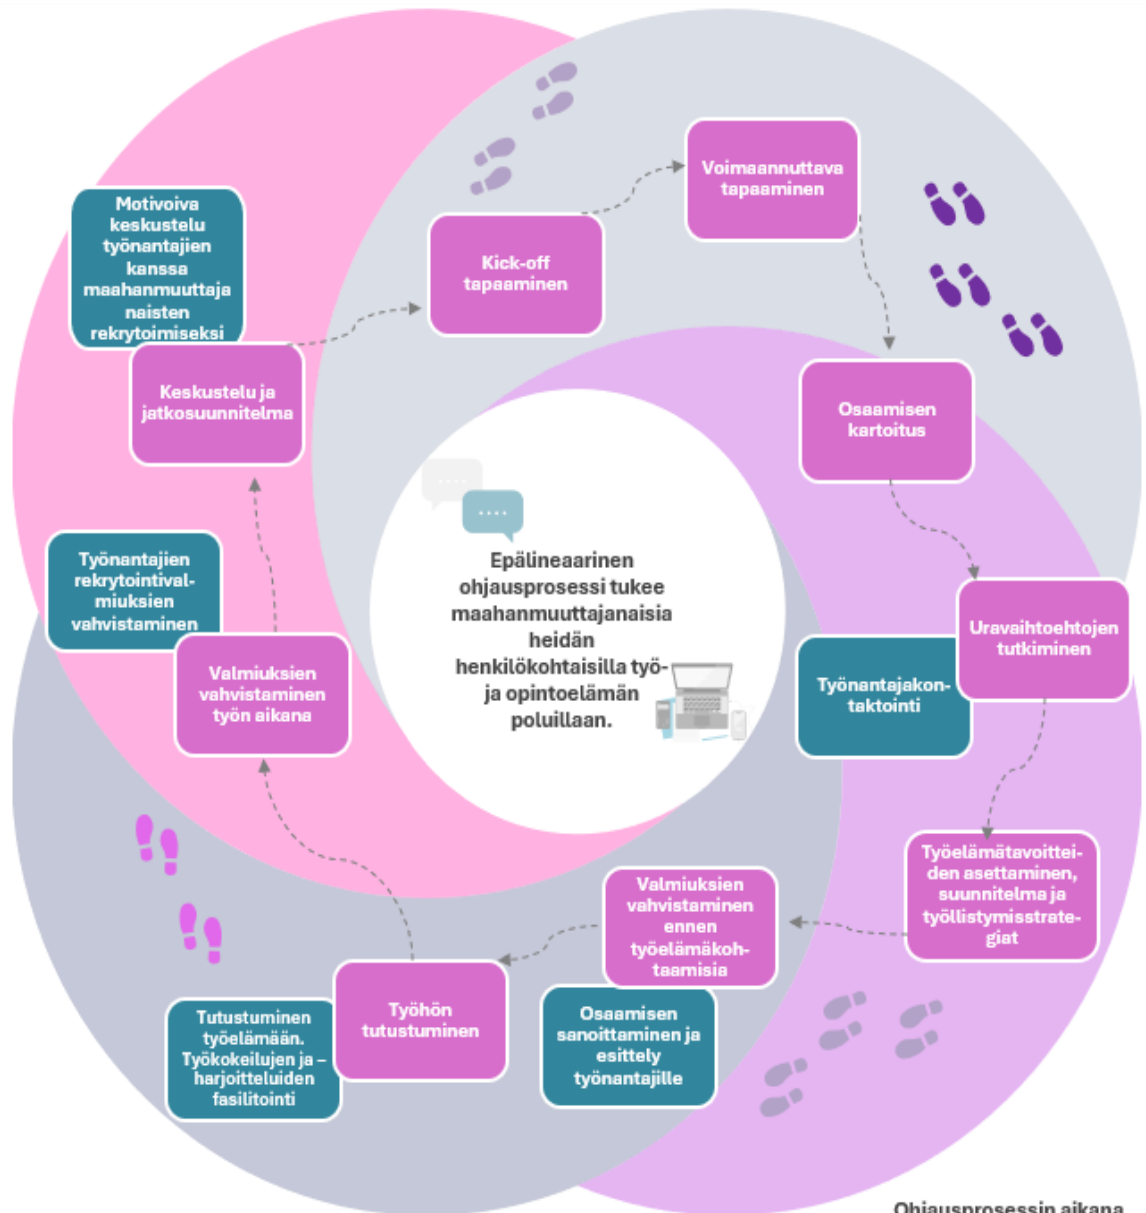 Voimaannuttava
tapaaminen
Kick-off
tapaaminen
Motivoiva
keskustelu
työnantajien
kanssa
maahanmuuttaja
naisten
rekrytoimiseksi
Keskustelu ja
jatkosuunnitelma
Osaamisen
kartoitus
Epälineaarinen
ohjausprosessi tukee
maahanmuuttajanaisia
heidän
henkilökohtaisilla työ-
ja opintoelämän
poluillaan.
Työnantajien
rekrytointival-
miuksien
vahvistaminen
Valmiuksien
vahvistaminen
työn aikana
Uravaihtoehtojen
tutkiminen
Työnantajakon-
taktointi
Työelämätavoittei-
den asettaminen,
suunnitelma ja
työllistymisstrate-
giat
Valmiuksien
vahvistaminen
ennen
työelämäkoh-
taamisia
Osaamisen
sanoittaminen ja
esittely
työnantajille
Työhön
tutustuminen
Tutustuminen
työelämään.
Työkokeilujen ja –
harjoitteluiden
fasilitointi
Ohjausprosessin aikana